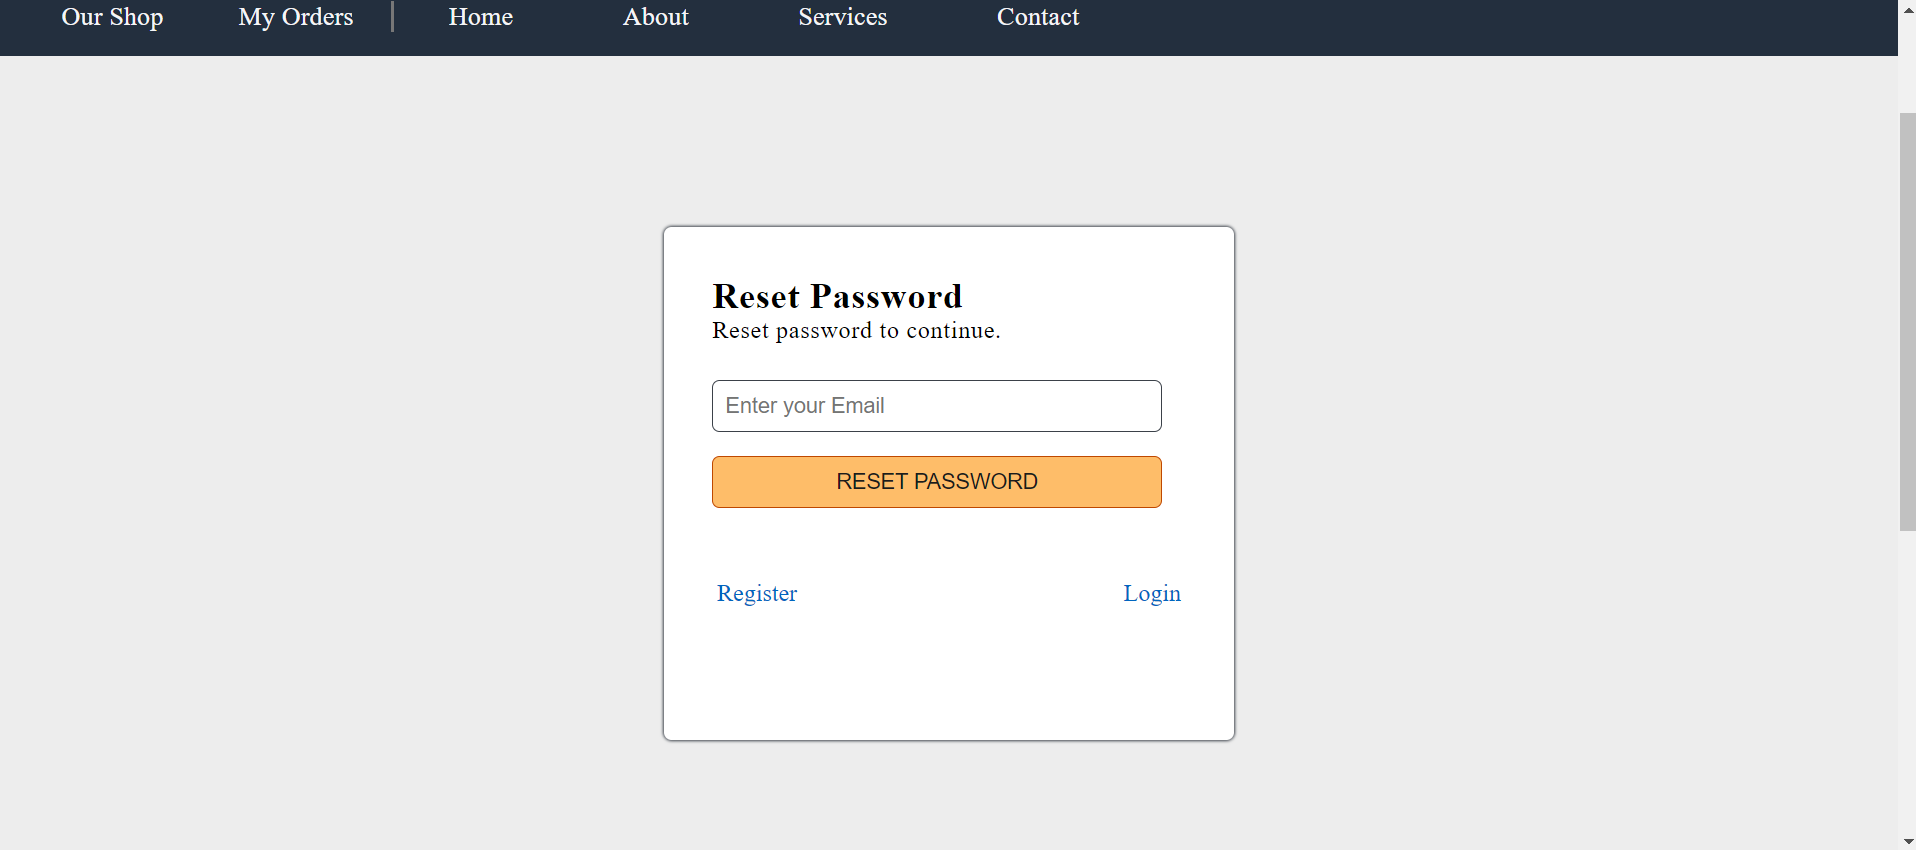 Our Shop My Orders Home About Services Contact
Reset Password
Reset password to continue.
Enter your Email
RESET PASSWORD
Register Login